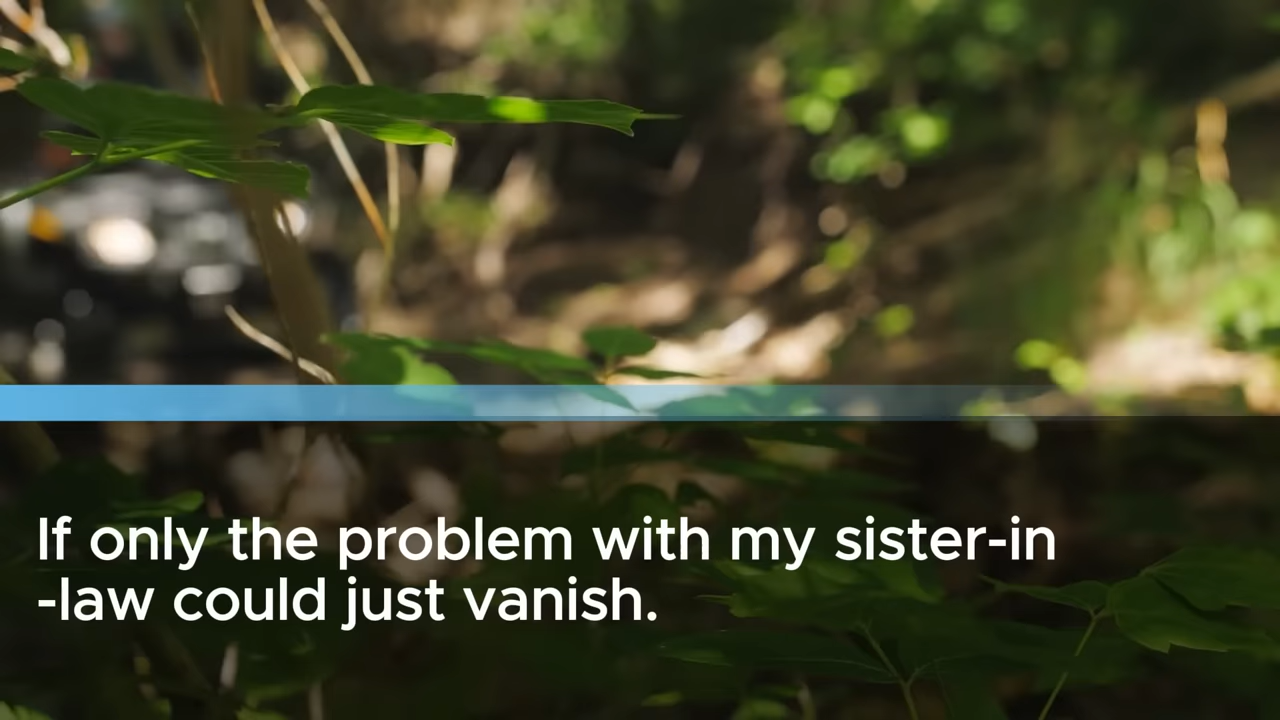 If only the problem with my sister-in
-law could just vanish.